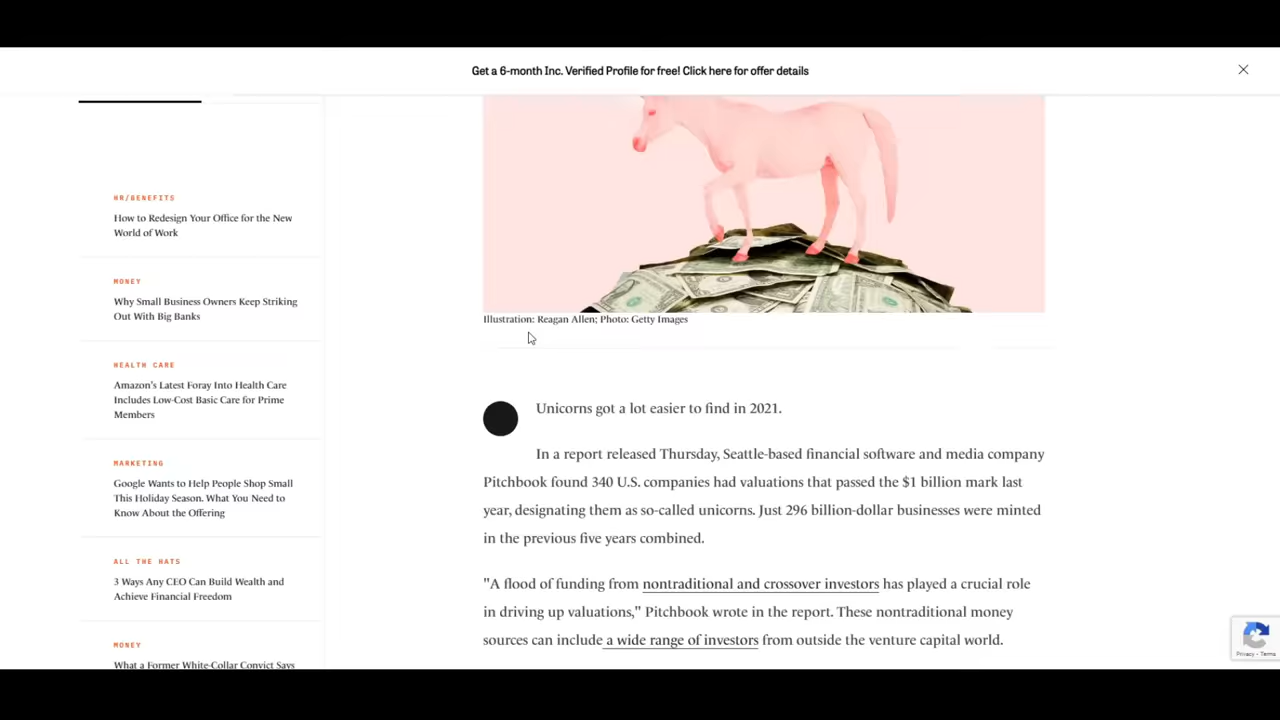 Get a 6-month Inc. Verified Profile for free! Click here for offer details
HR/BENEFITS
How to Redesign Your Office for the New
World of Work
MONEY
Why Small Business Owners Keep Striking
Out With Big Banks
HEALTH CARE
Amazon's Latest Foray Into Health Care
Includes Low-Cost Basic Care for Prime
Members
MARKETING
Google Wants to Help People Shop Small
This Holiday Season. What You Need to
Know About the Offering
ALL THE HATS
3 Ways Any CEO Can Build Wealth and
Achieve Financial Freedom
MONEY
What a Former White-Collar Convict Says
Illustration: Reagan Allen; Photo: Getty Images
Unicorns got a lot easier to find in 2021.
In a report released Thursday, Seattle-based financial software and media company
Pitchbook found 340 U.S. companies had valuations that passed the $1 billion mark last
year, designating them as so-called unicorns. Just 296 billion-dollar businesses were minted
in the previous five years combined.
"A flood of funding from nontraditional and crossover investors has played a crucial role
in driving up valuations," Pitchbook wrote in the report. These nontraditional money
sources can include a wide range of investors from outside the venture capital world.
Privacy - Terms